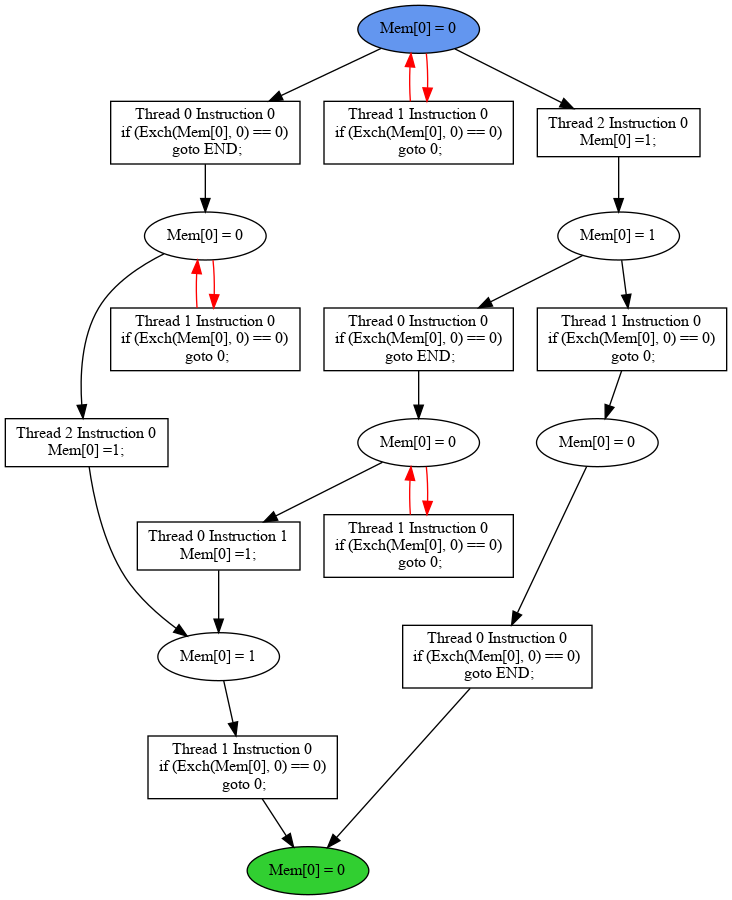 Mem[0] = 0
Thread 0 Instruction 0
if (Exch(Mem[0], 0) == 0)
goto END;
Thread 1 Instruction 0
if (Exch(Mem[0], 0) == 0)
goto 0;
Thread 2 Instruction 0
Mem[0] =1;
Mem[0] = 0
Mem[0] = 1
Thread 1 Instruction 0
if (Exch(Mem[0], 0) == 0)
goto 0;
Thread 0 Instruction 0
if (Exch(Mem[0], 0) == 0)
goto END;
Thread 1 Instruction 0
if (Exch(Mem[0], 0) == 0)
goto 0;
Thread 2 Instruction 0
Mem[0] =1;
Mem[0] = 0
Mem[0] = 0
Thread 0 Instruction 1
Mem[0] =1;
Thread 1 Instruction 0
if (Exch(Mem[0], 0) == 0)
goto 0;
Mem[0] = 1
Thread 0 Instruction 0
if (Exch(Mem[0], 0) == 0)
goto END;
Thread 1 Instruction 0
if (Exch(Mem[0], 0) == 0)
goto 0;
Mem[0] = 0